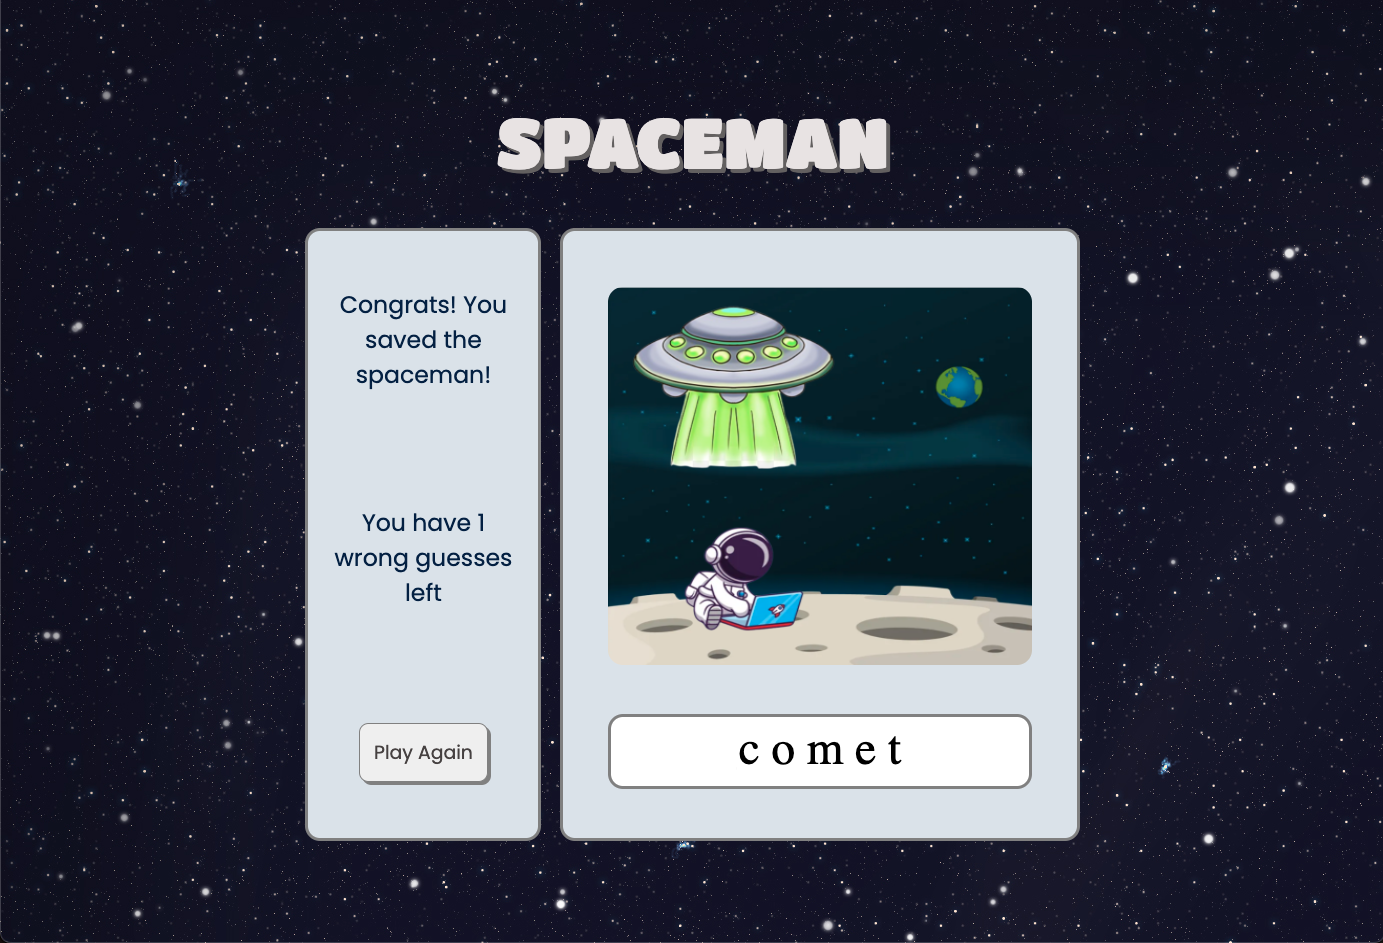 SPACEMAN
Congrats! You
saved the
spaceman!
You have 1
wrong guesses
left
Play Again
c o m e t